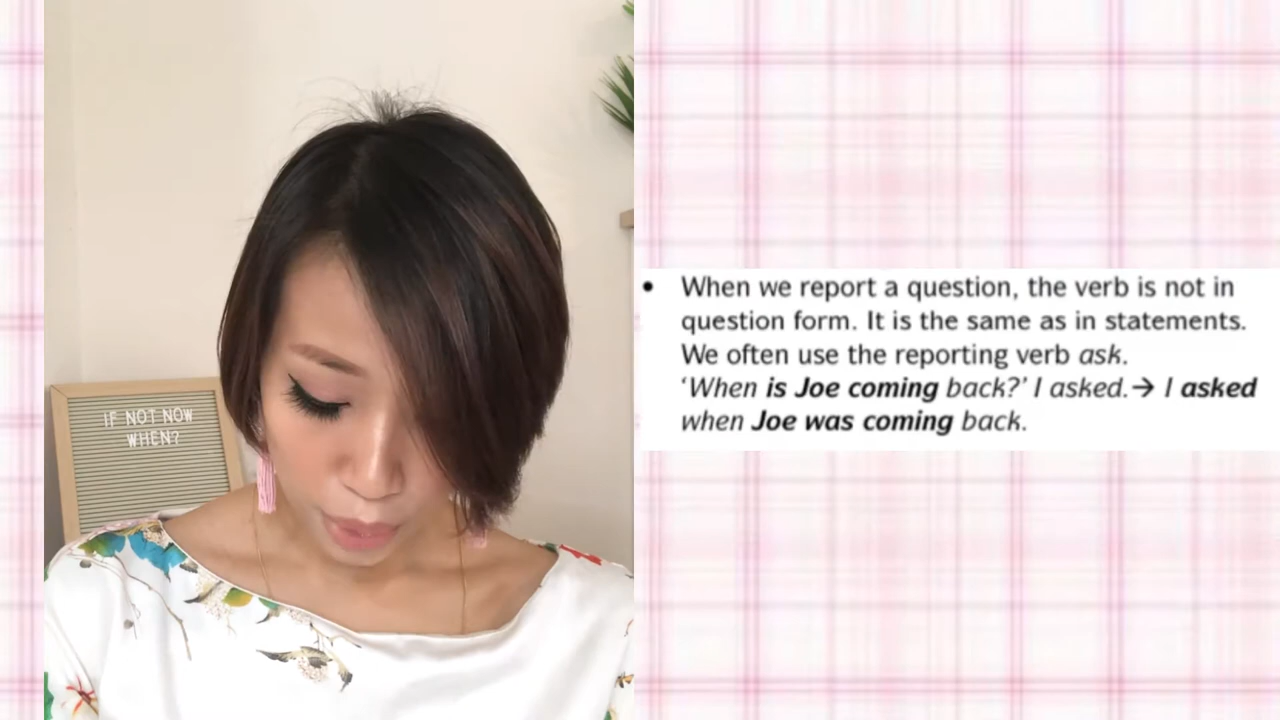 IF NOT NOW
WHEN?
• When we report a question, the verb is not in
question form. It is the same as in statements.
We often use the reporting verb ask.
‘When is Joe coming back?’ I asked.→ I asked
when Joe was coming back.